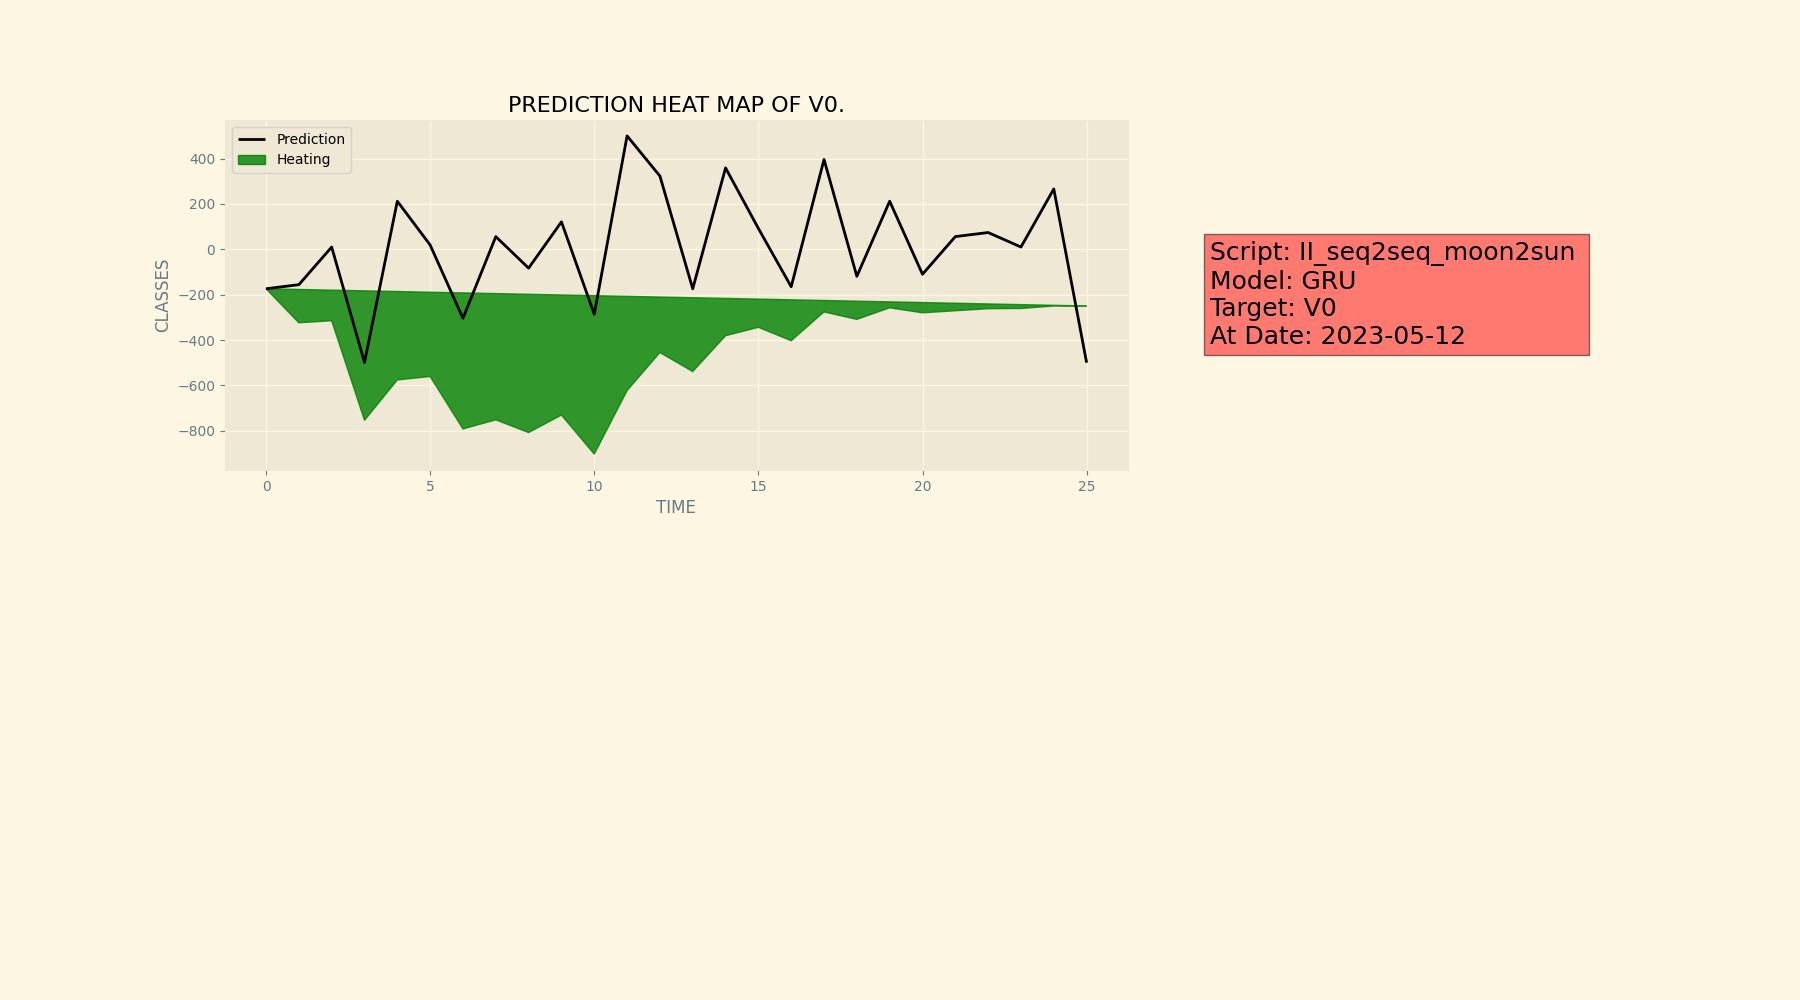 PREDICTION HEAT MAP OF V0.
Prediction
Heating
400
200
0
−200
−400
−600
−800
CLASSES
0 5 10 15 20 25
TIME
Script: II_seq2seq_moon2sun
Model: GRU
Target: V0
At Date: 2023-05-12